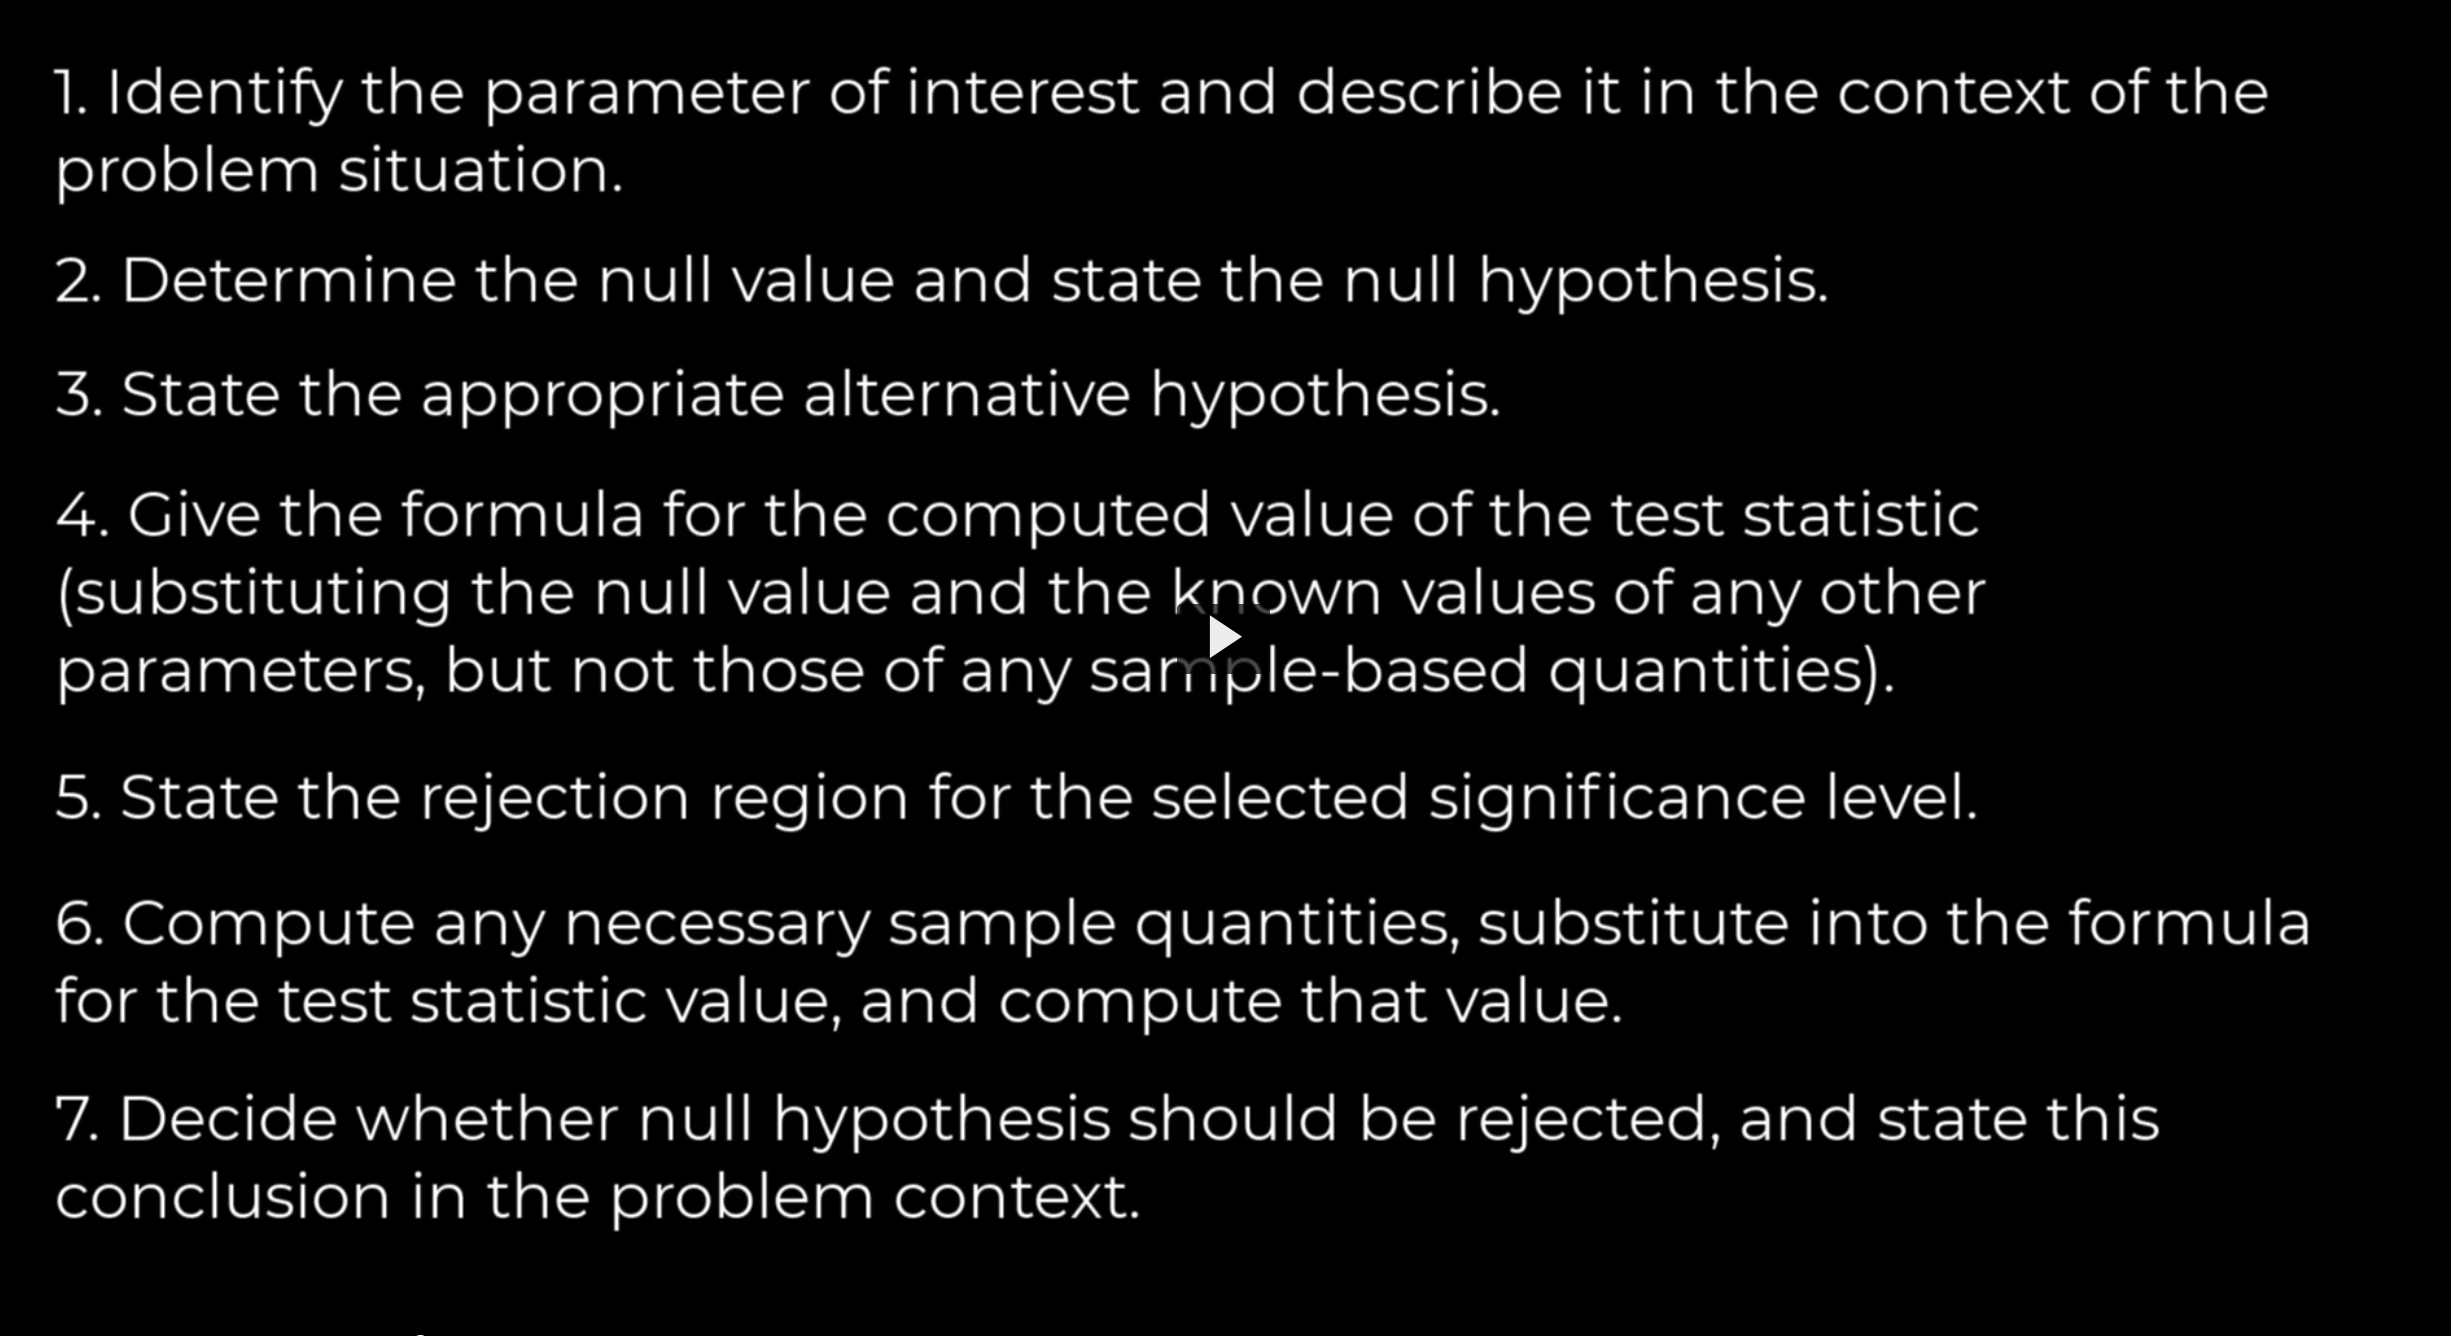 1. Identify the parameter of interest and describe it in the context of the
problem situation.
2. Determine the null value and state the null hypothesis.
3. State the appropriate alternative hypothesis.
4. Give the formula for the computed value of the test statistic
(substituting the null value and the known values of any other
parameters, but not those of any sample-based quantities).
5. State the rejection region for the selected significance level.
6. Compute any necessary sample quantities, substitute into the formula
for the test statistic value, and compute that value.
7. Decide whether null hypothesis should be rejected, and state this
conclusion in the problem context.